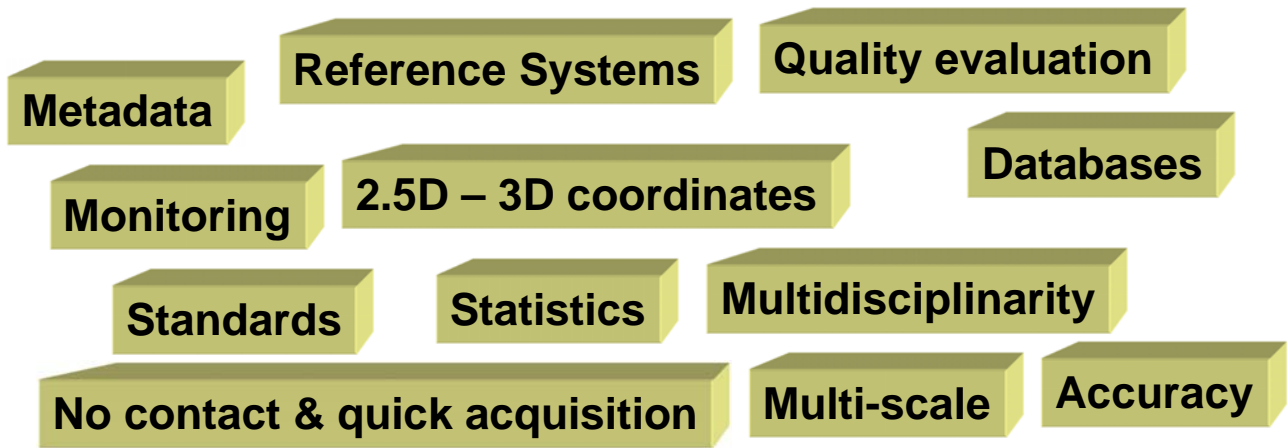 Reference Systems
Quality evaluation
Metadata
Databases
2.5D – 3D coordinates
Monitoring
Standards
Statistics
Multidisciplinarity
No contact & quick acquisition
Multi-scale
Accuracy